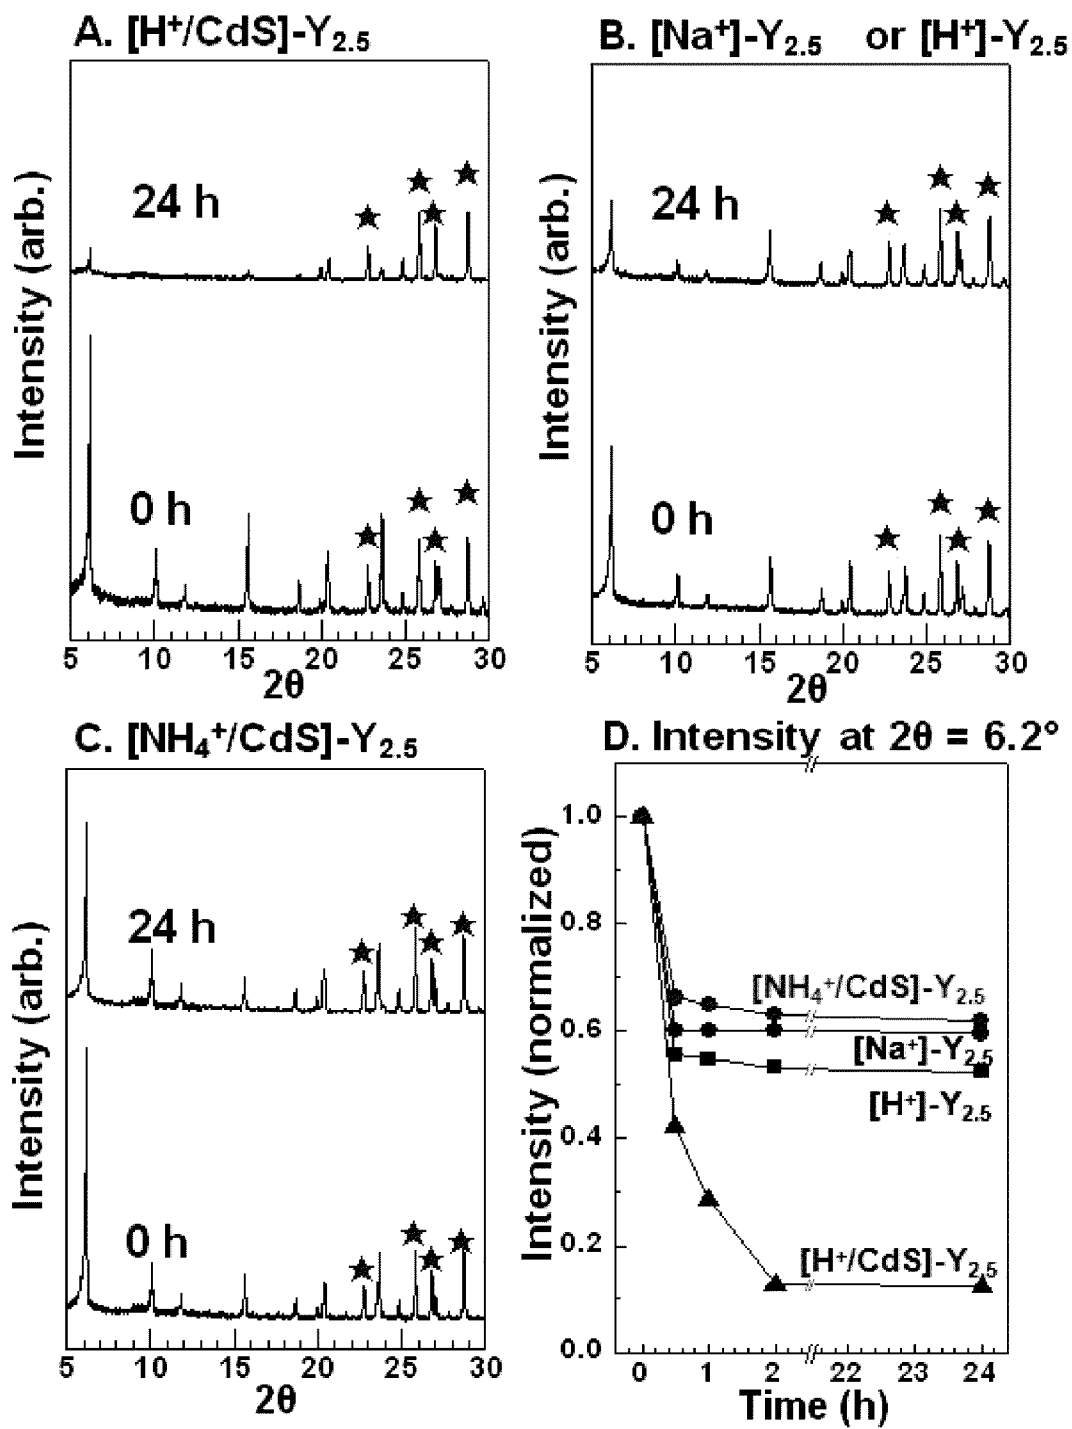 A. [H⁺/CdS]-Y₂.₅
B. [Na⁺]-Y₂.₅ or [H⁺]-Y₂.₅
Intensity (arb.)
24 h
0 h
5 10 15 20 25 30
2θ
Intensity (arb.)
24 h
0 h
5 10 15 20 25 30
2θ
C. [NH₄⁺/CdS]-Y₂.₅
D. Intensity at 2θ = 6.2°
Intensity (arb.)
24 h
0 h
5 10 15 20 25 30
2θ
Intensity (normalized)
1.0
0.8
0.6
0.4
0.2
0.0
[NH₄⁺/CdS]-Y₂.₅
[Na⁺]-Y₂.₅
[H⁺]-Y₂.₅
[H⁺/CdS]-Y₂.₅
0 1 2 22 23 24
Time (h)